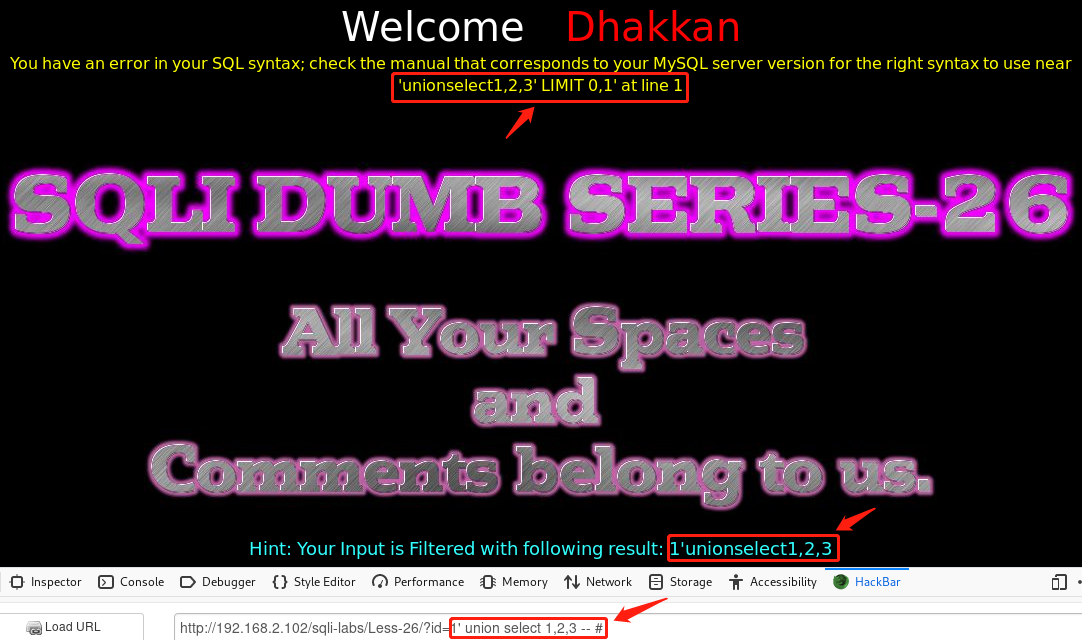 Welcome Dhakkan
You have an error in your SQL syntax; check the manual that corresponds to your MySQL server version for the right syntax to use near
'unionselect1,2,3' LIMIT 0,1' at line 1
SQLI DUMB SERIES-26
All Your Spaces
and
Comments belong to us.
Hint: Your Input is Filtered with following result: 1'unionselect1,2,3
Inspector Console Debugger Style Editor Performance Memory Network Storage Accessibility HackBar
Load URL http://192.168.2.102/sqli-labs/Less-26/?id=1' union select 1,2,3 -- #